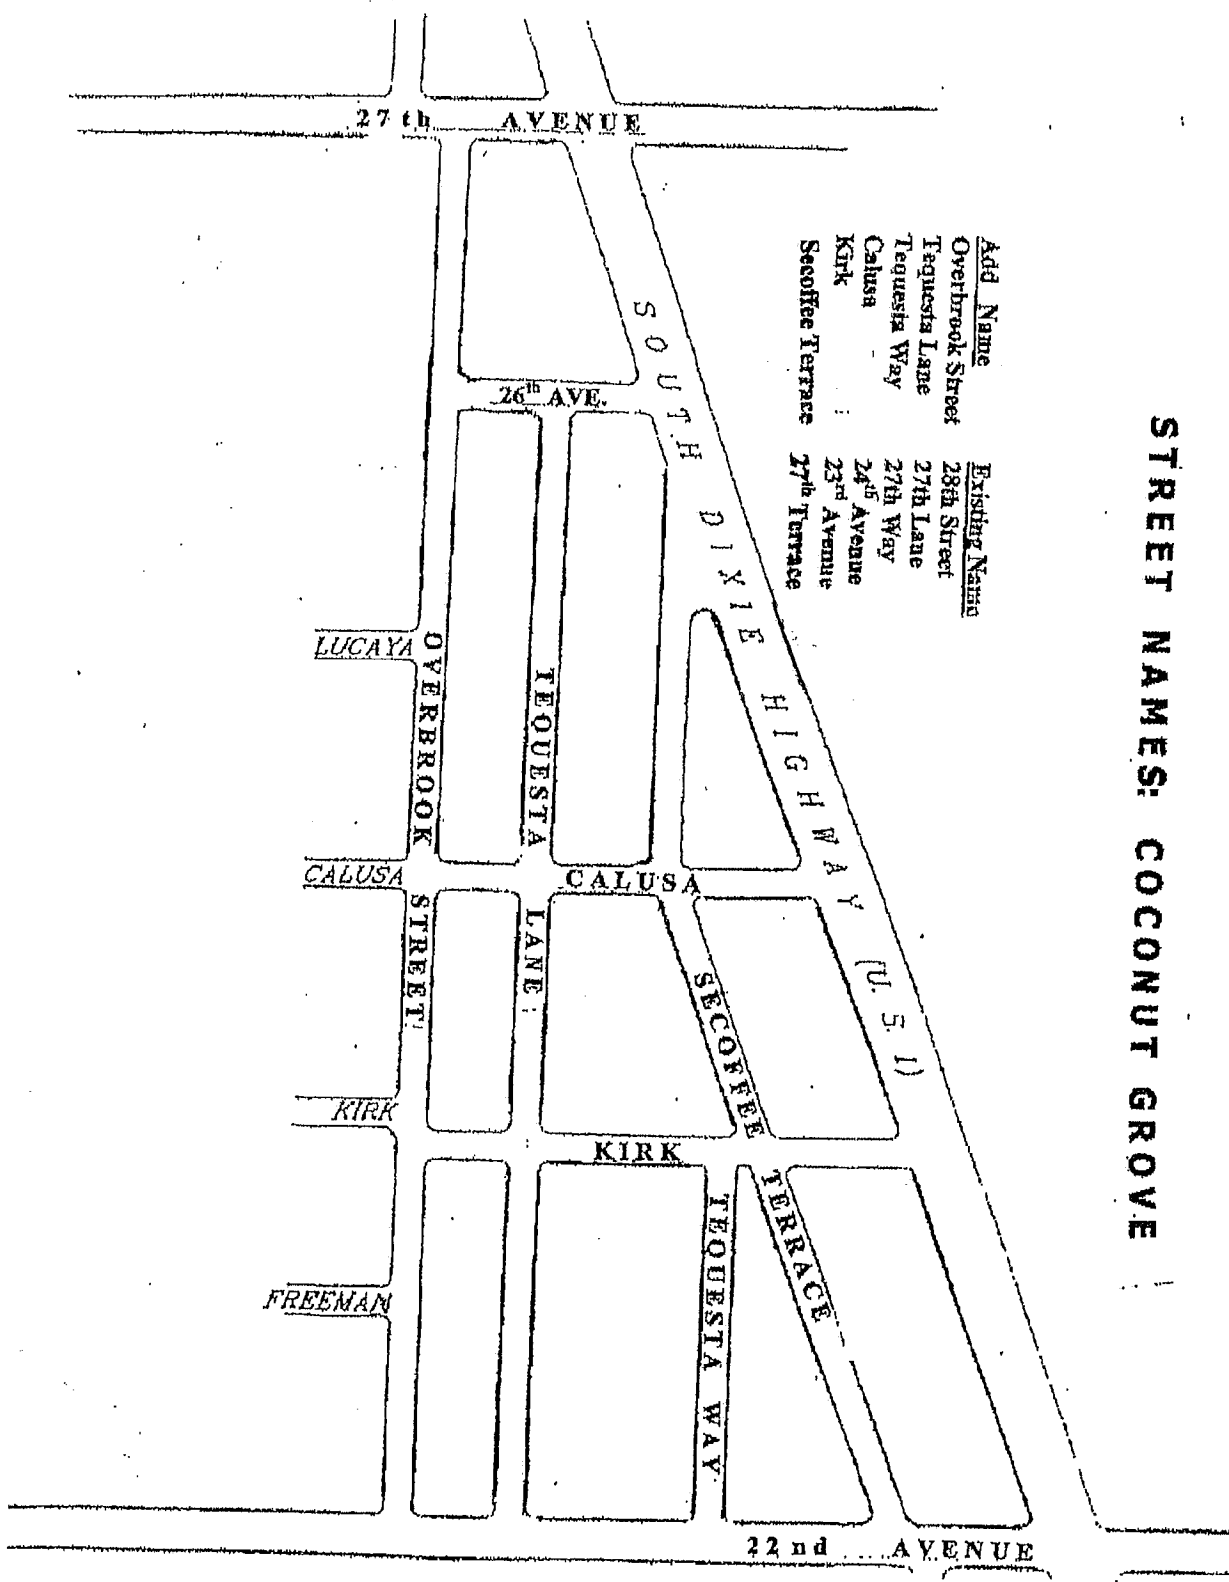 STREET NAMES: COCONUT GROVE
Add Name Existing Name
Overbrook Street 28th Street
Tequesta Lane 27th Lane
Tequesta Way 27th Way
Calusa 24th Avenue
Kirk 23rd Avenue
Secoffee Terrace 27th Terrace
27th AVENUE
SOUTH DIXIE HIGHWAY (U.S.1)
26th AVE.
LUCAYA
OVERBROOK STREET
TEQUESTA LANE
CALUSA
CALUSA
SECOFFEE TERRACE
KIRK
KIRK
TEQUESTA WAY
FREEMAN
22nd AVENUE